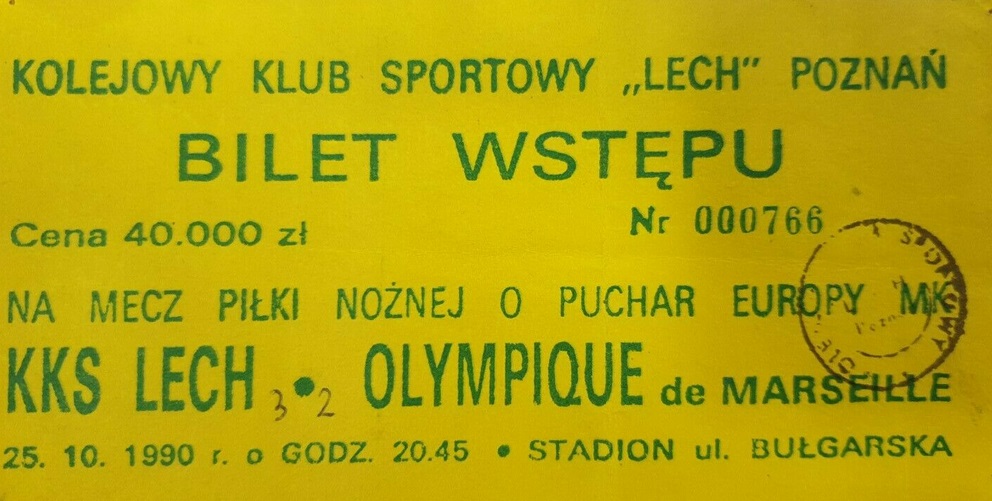 KOLEJOWY KLUB SPORTOWY „LECH” POZNAŃ
BILET WSTĘPU
Cena 40.000 zł
Nr 000766
NA MECZ PIŁKI NOŻNEJ O PUCHAR EUROPY MK
KKS LECH 3 • 2 OLYMPIQUE de MARSEILLE
25. 10. 1990 r. o GODZ. 20.45 • STADION ul. BUŁGARSKA